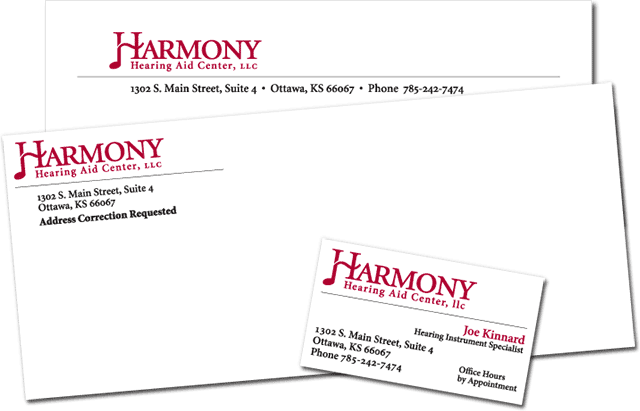 HARMONY
Hearing Aid Center, LLC
1302 S. Main Street, Suite 4 • Ottawa, KS 66067 • Phone 785-242-7474
HARMONY
Hearing Aid Center, LLC
1302 S. Main Street, Suite 4
Ottawa, KS 66067
Address Correction Requested
HARMONY
Hearing Aid Center, llc
Joe Kinnard
Hearing Instrument Specialist
1302 S. Main Street, Suite 4
Ottawa, KS 66067
Phone 785-242-7474
Office Hours
by Appointment